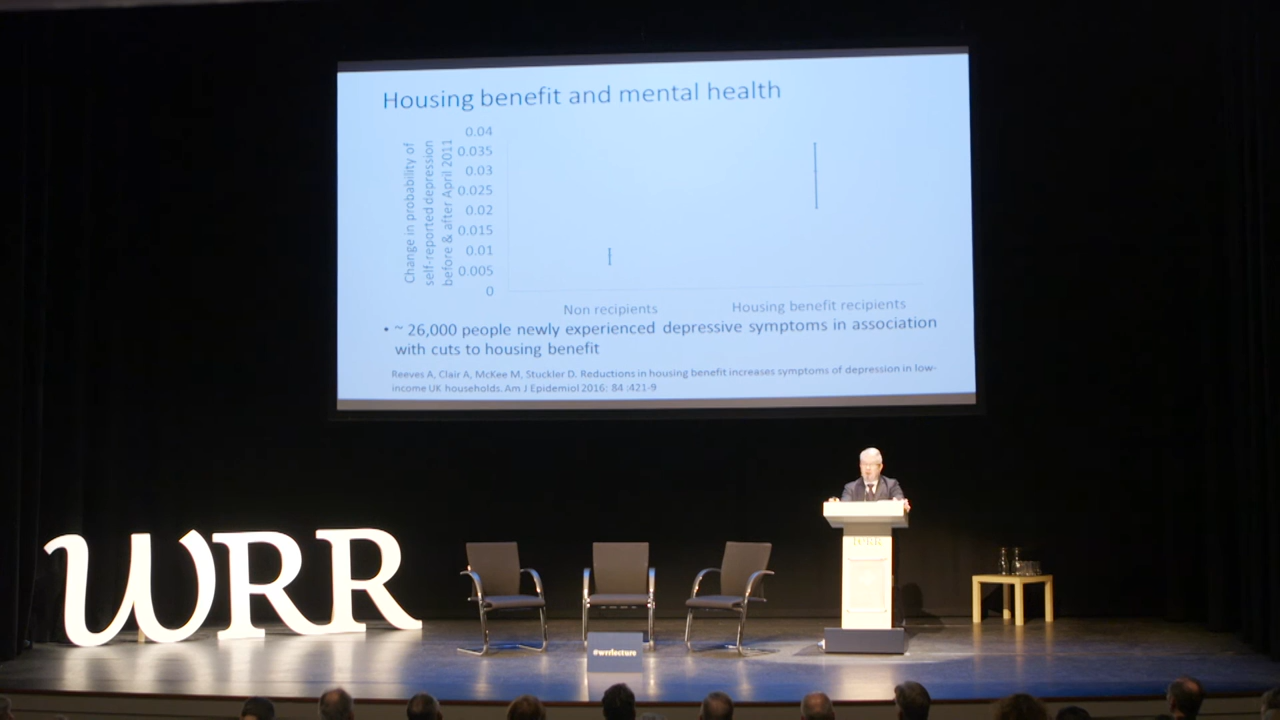 Housing benefit and mental health
Change in probability of
self-reported depression
before & after April 2011
0.04
0.035
0.03
0.025
0.02
0.015
0.01
0.005
0
Non recipients
Housing benefit recipients
• ~ 26,000 people newly experienced depressive symptoms in association
with cuts to housing benefit
Reeves A, Clair A, McKee M, Stuckler D. Reductions in housing benefit increases symptoms of depression in low-
income UK households. Am J Epidemiol 2016; 84 :421-9
WRR
#wrrlecture